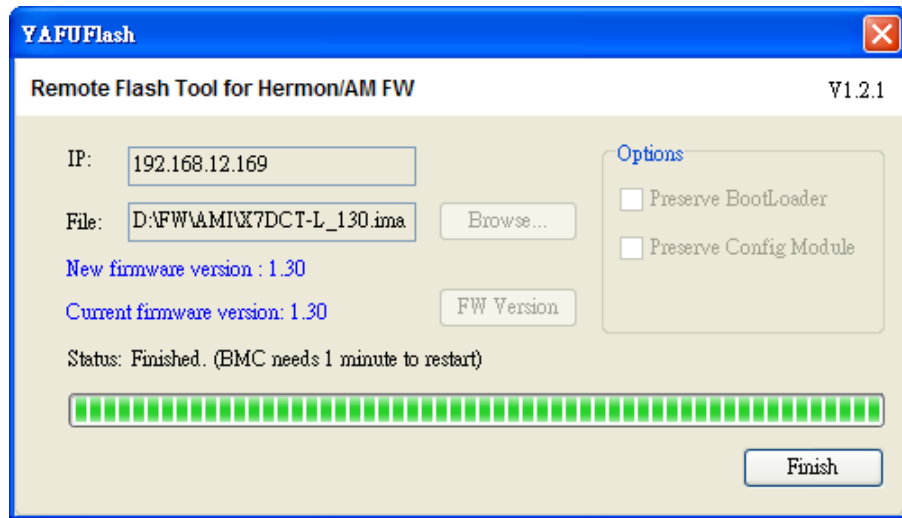 YAFUFlash
Remote Flash Tool for Hermon/AM FW
V1.2.1
IP:
192.168.12.169
File:
D:\FW\AMI\X7DCT-L_130.ima
Browse...
New firmware version : 1.30
Current firmware version: 1.30
FW Version
Options
Preserve BootLoader
Preserve Config Module
Status: Finished. (BMC needs 1 minute to restart)
Finish